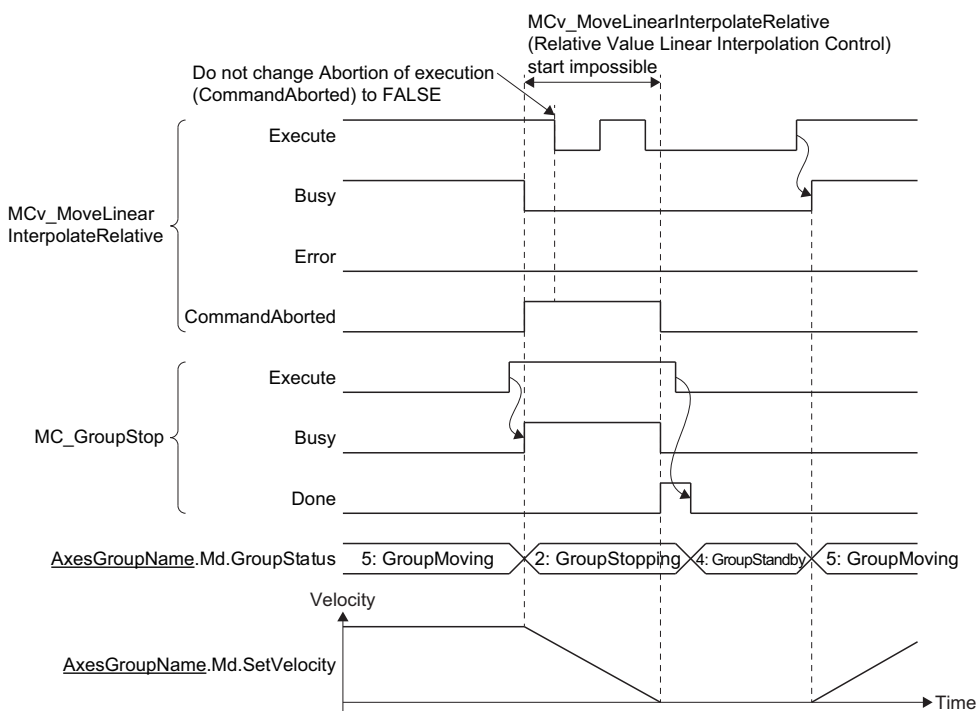 MCv_MoveLinearInterpolateRelative
(Relative Value Linear Interpolation Control)
start impossible
Do not change Abortion of execution
(CommandAborted) to FALSE
Execute
Busy
MCv_MoveLinear
InterpolateRelative
Error
CommandAborted
Execute
MC_GroupStop
Busy
Done
AxesGroupName.Md.GroupStatus 5: GroupMoving 2: GroupStopping 4: GroupStandby 5: GroupMoving
Velocity
AxesGroupName.Md.SetVelocity
Time